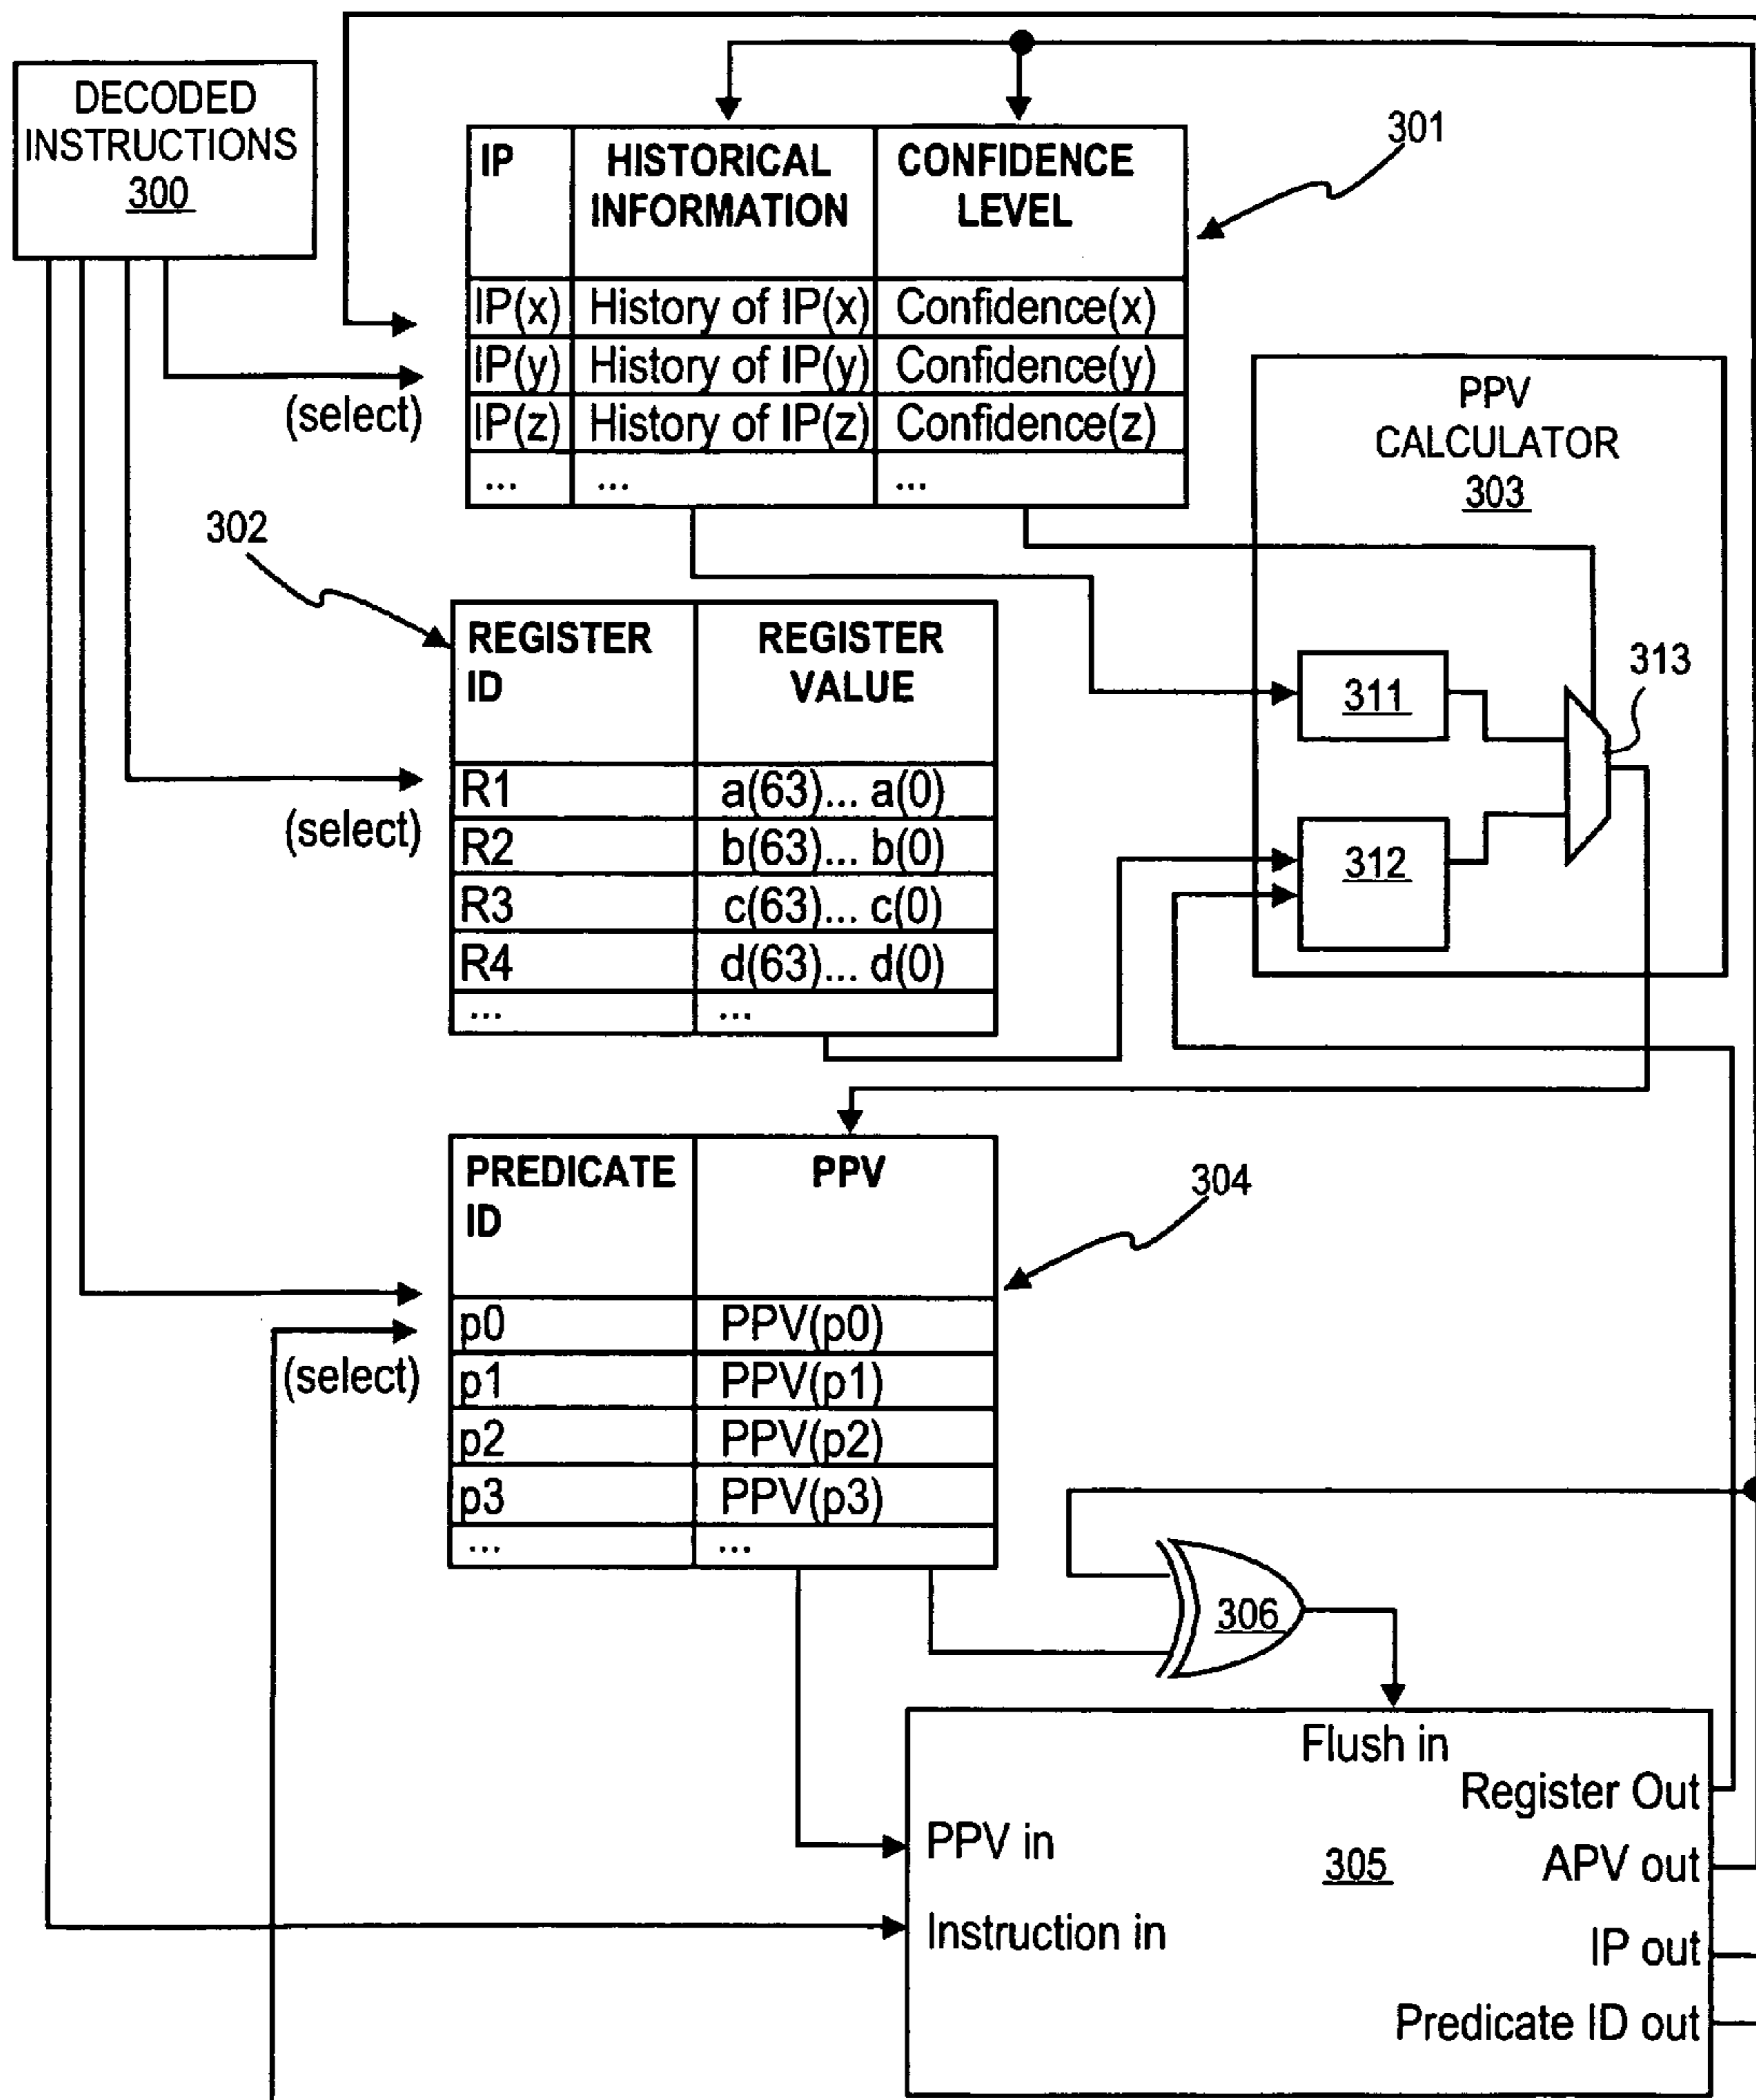 DECODED
INSTRUCTIONS
300
IP HISTORICAL CONFIDENCE
INFORMATION LEVEL
301
IP(x) History of IP(x) Confidence(x)
IP(y) History of IP(y) Confidence(y)
(select)
IP(z) History of IP(z) Confidence(z)
... ... ...
PPV
CALCULATOR
303
302
REGISTER REGISTER
ID VALUE
311
313
R1 a(63)... a(0)
(select)
R2 b(63)... b(0)
312
R3 c(63)... c(0)
R4 d(63)... d(0)
... ...
PREDICATE PPV
ID
304
p0 PPV(p0)
(select)
p1 PPV(p1)
p2 PPV(p2)
p3 PPV(p3)
... ...
306
Flush in
Register Out
PPV in
305
APV out
Instruction in
IP out
Predicate ID out